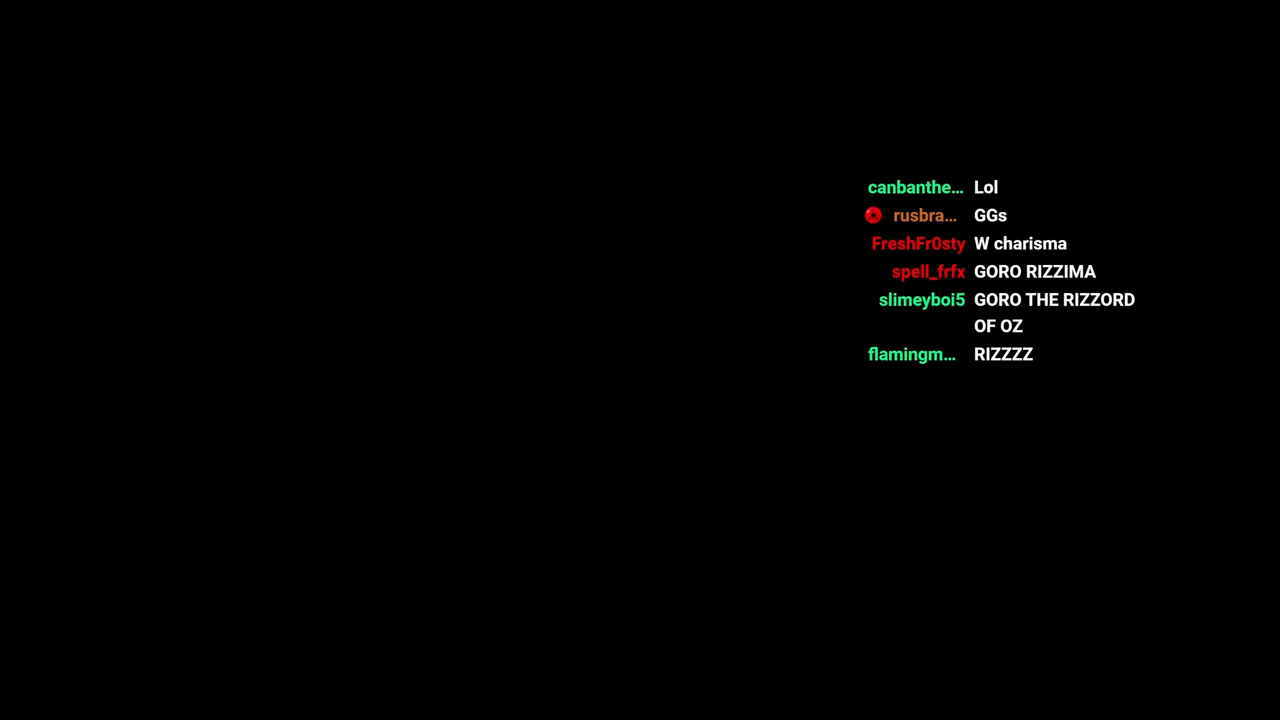 canbanthe… Lol
rusbra… GGs
FreshFr0sty W charisma
spell_frfx GORO RIZZIMA
slimeyboi5 GORO THE RIZZORD
OF OZ
flamingm… RIZZZZ